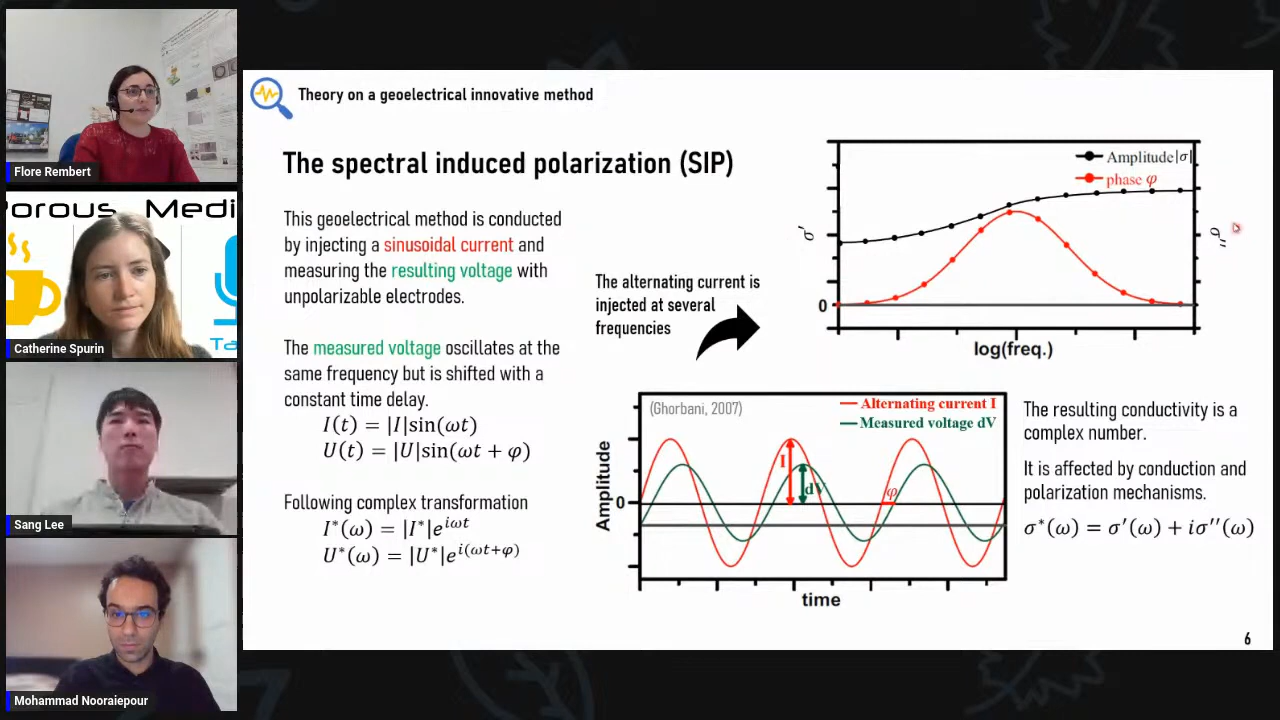 Flore Rembert
Porous Medi
Ta
Catherine Spurin
Sang Lee
Mohammad Nooraiepour
Theory on a geoelectrical innovative method
The spectral induced polarization (SIP)
This geoelectrical method is conducted
by injecting a sinusoidal current and
measuring the resulting voltage with
unpolarizable electrodes.
The measured voltage oscillates at the
same frequency but is shifted with a
constant time delay.
I(t) = |I|sin(ωt)
U(t) = |U|sin(ωt + φ)
Following complex transformation
I*(ω) = |I*|e^{iωt}
U*(ω) = |U*|e^{i(ωt+φ)}
The alternating current is
injected at several
frequencies
Amplitude|σ|
phase φ
σ′
σ′′
0
log(freq.)
(Ghorbani, 2007)
Alternating current I
Measured voltage dV
Amplitude
I
dV
φ
0
time
The resulting conductivity is a
complex number.
It is affected by conduction and
polarization mechanisms.
σ*(ω) = σ′(ω) + iσ′′(ω)
6